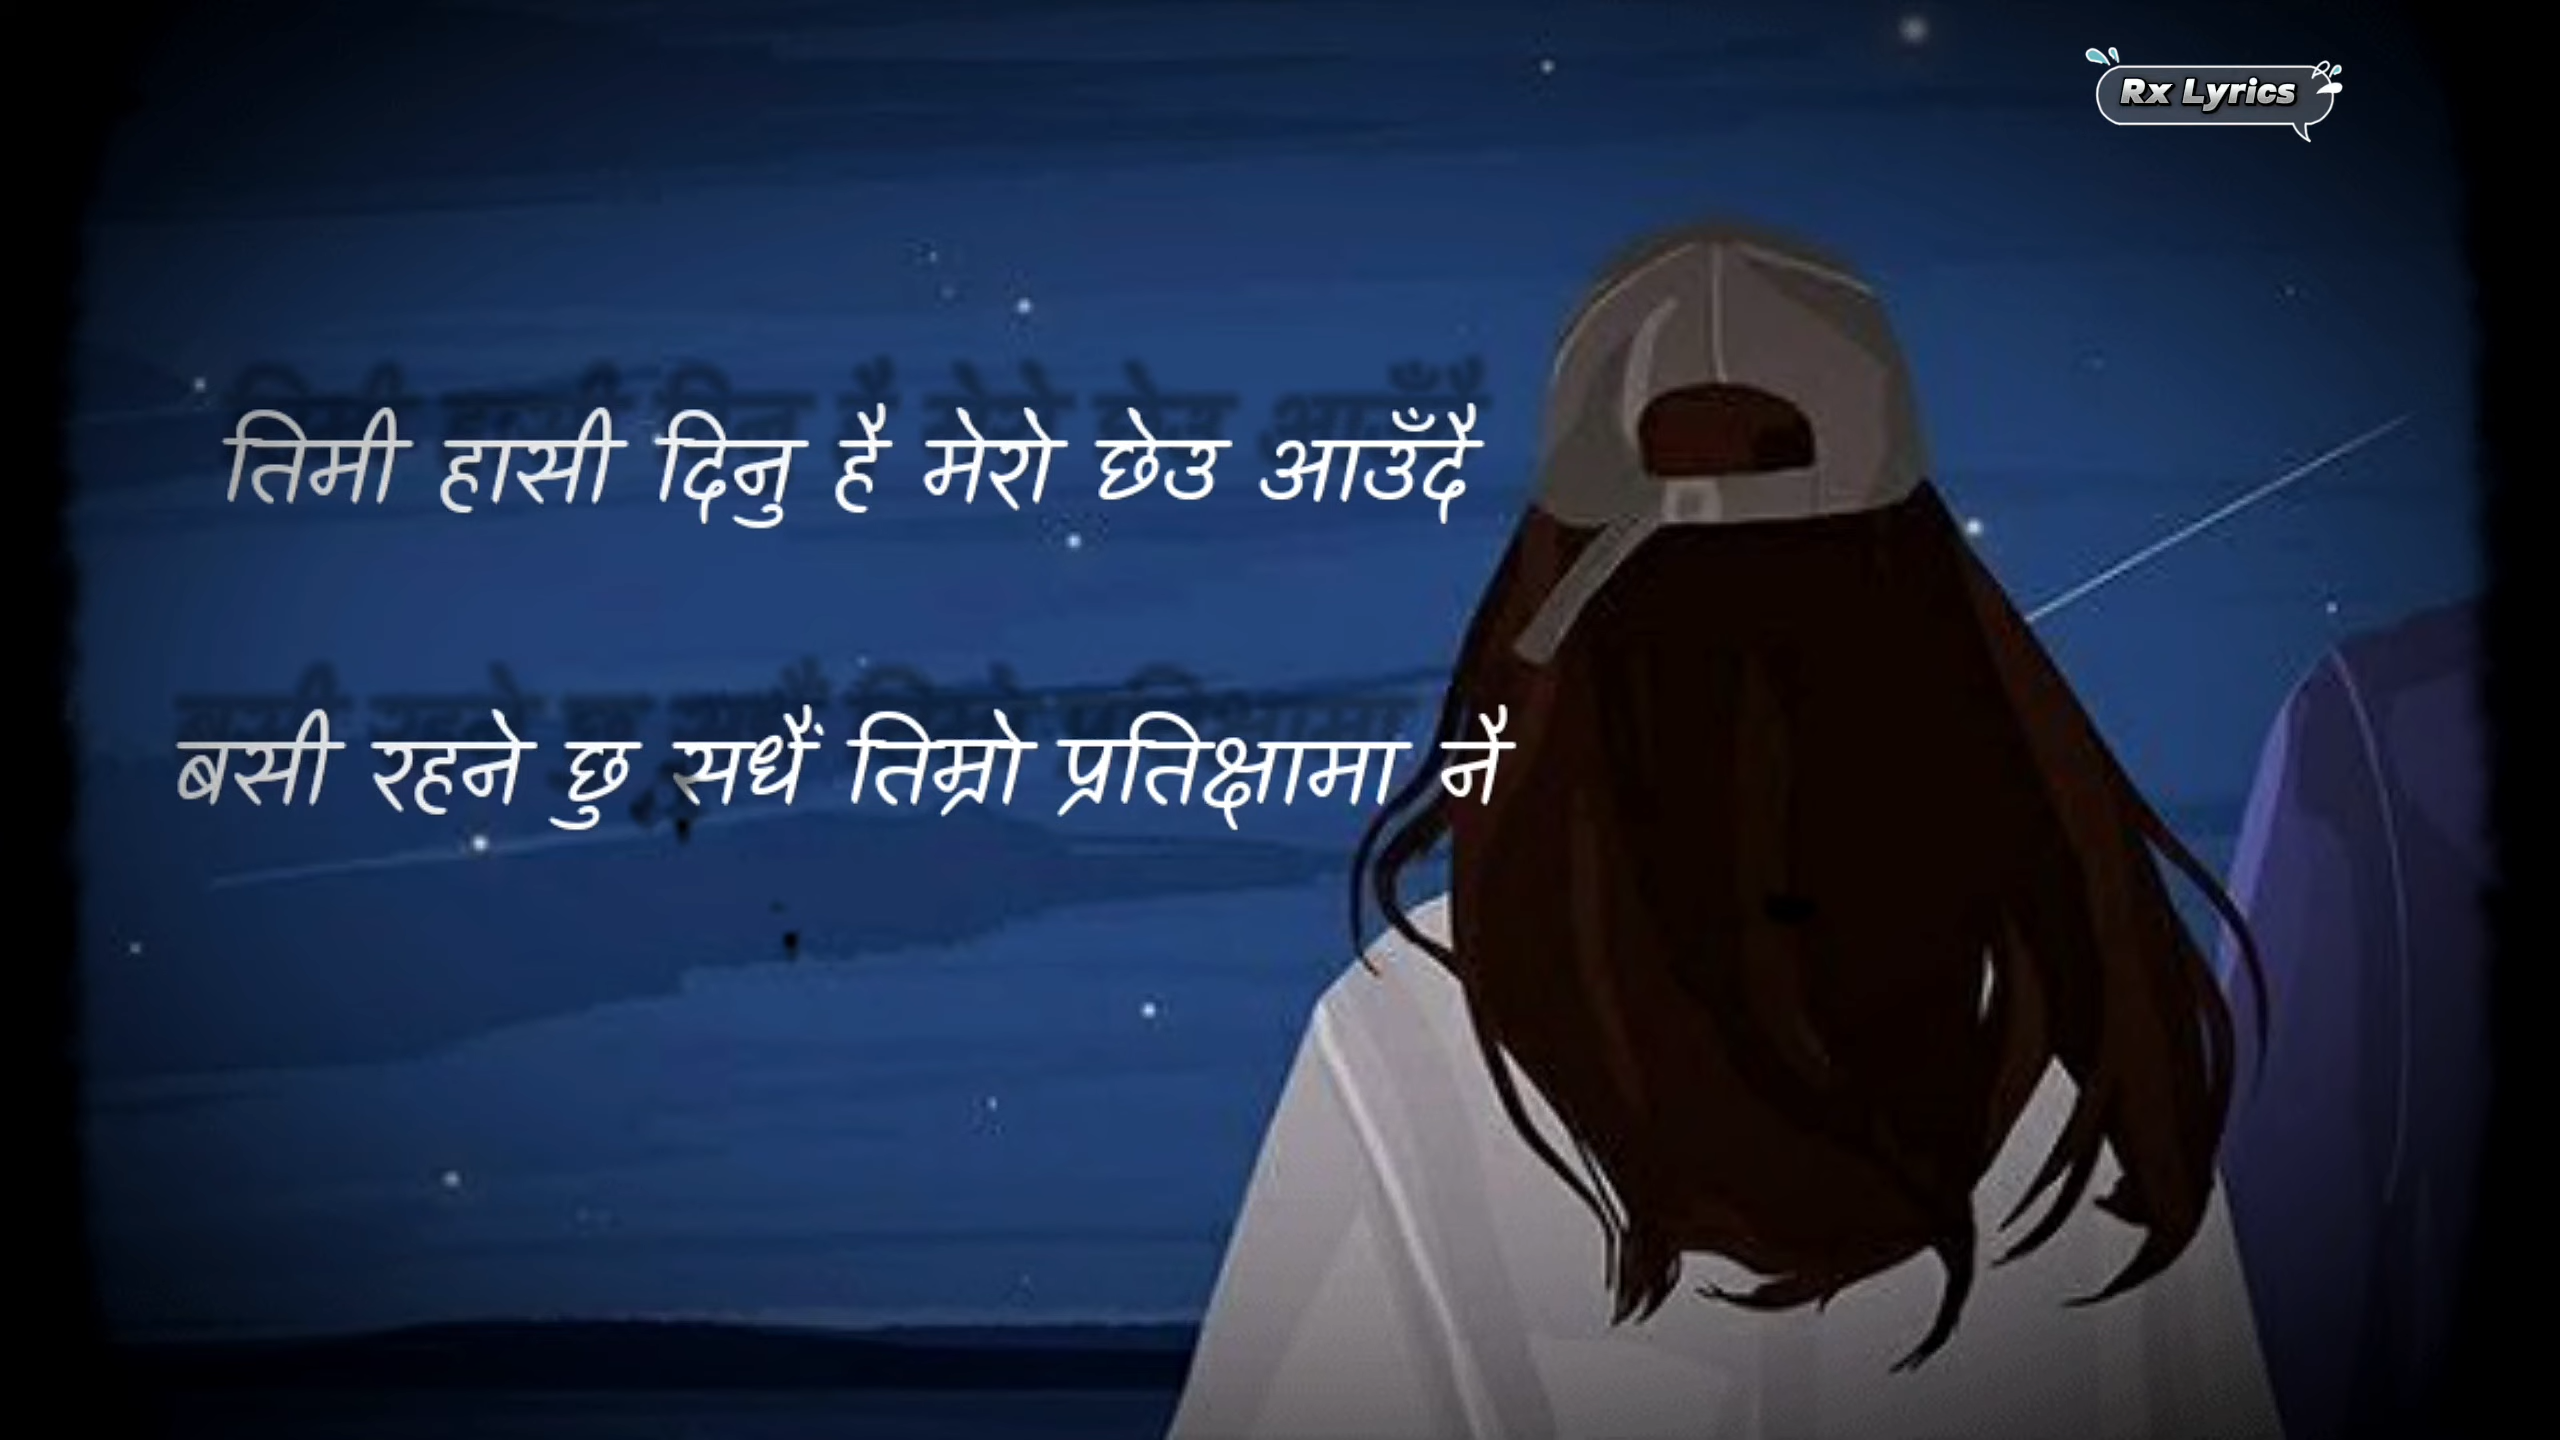 Rx Lyrics
तिमी हासी दिनु है मेरो छेउ आउँदै
बसी रहने छु सधैं तिम्रो प्रतिक्षामा नै